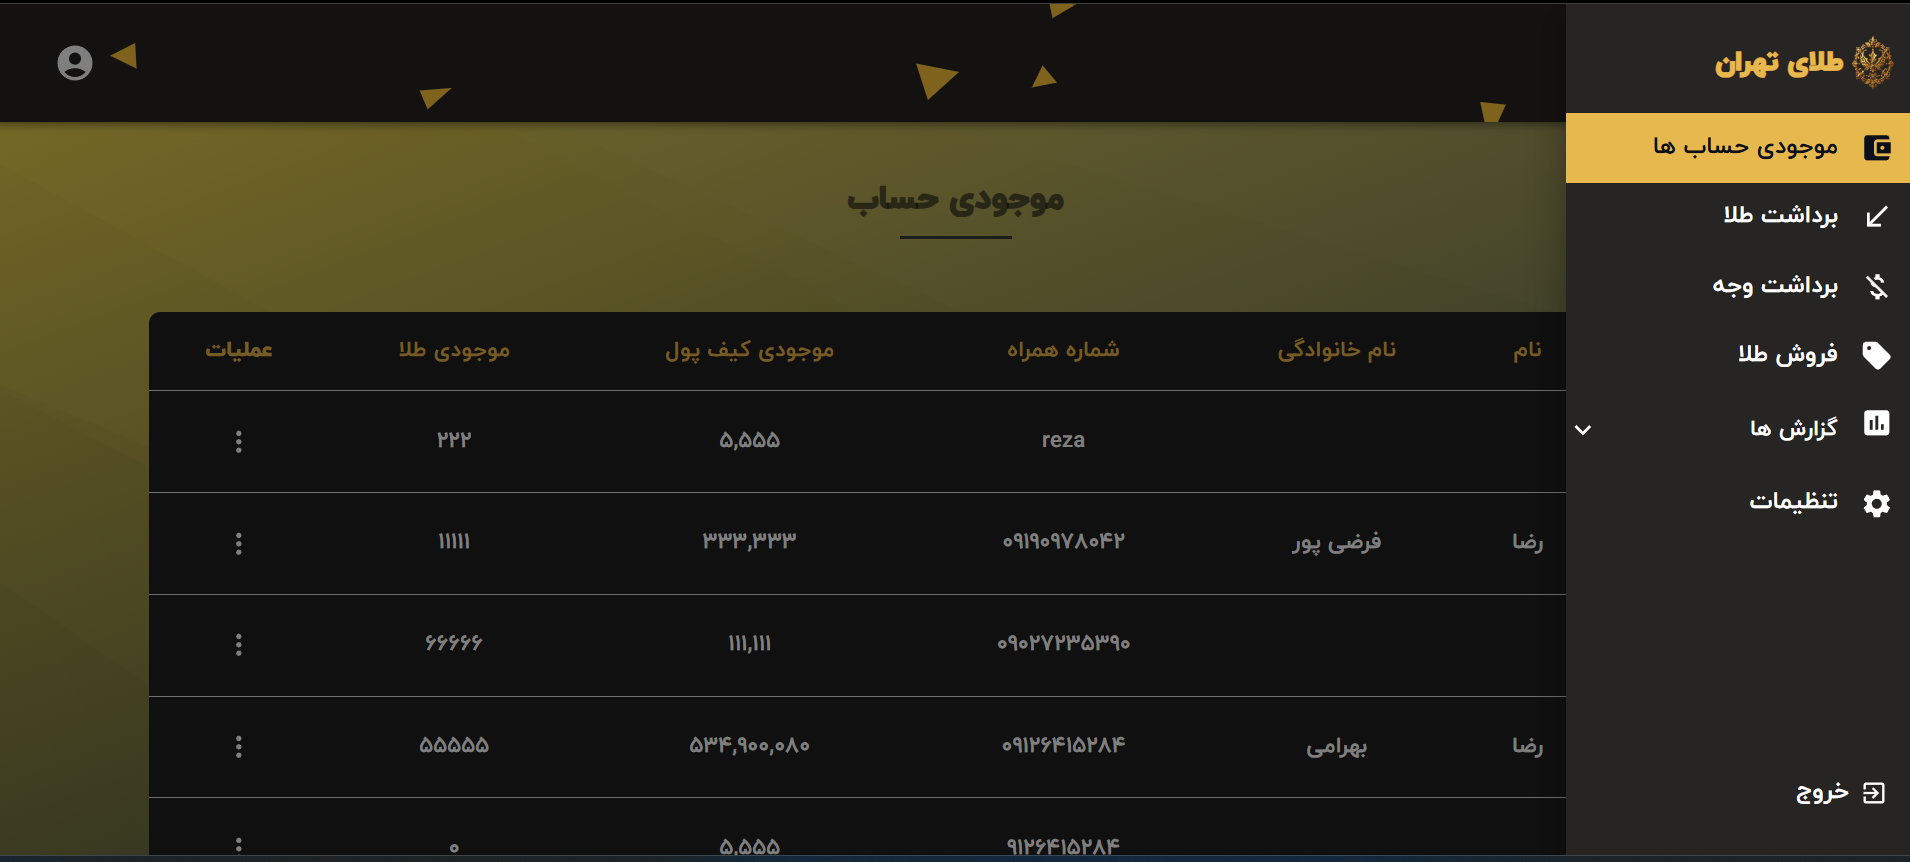 طلای تهران
موجودی حساب ها
برداشت طلا
برداشت وجه
فروش طلا
گزارش ها
تنظیمات
خروج
موجودی حساب
نام نام خانوادگی شماره همراه موجودی کیف پول موجودی طلا عملیات
reza ۵,۵۵۵ ۲۲۲
رضا فرضی پور ۰۹۱۹۰۹۷۸۰۴۲ ۳۳۳,۳۳۳ ۱۱۱۱۱
۰۹۰۲۷۲۳۵۳۹۰ ۱۱۱,۱۱۱ ۶۶۶۶۶
رضا بهرامی ۰۹۱۲۶۴۱۵۲۸۴ ۵۳۴,۹۰۰,۰۸۰ ۵۵۵۵۵
۹۱۲۶۴۱۵۲۸۴ ۵,۵۵۵ ۰